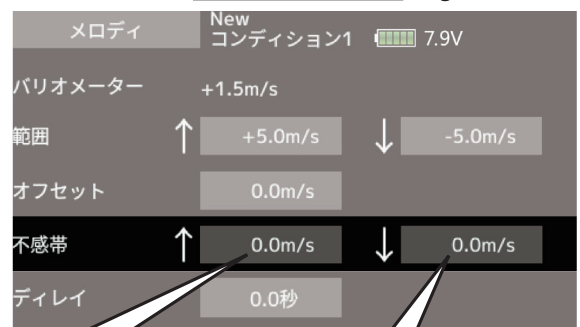 メロディ
New
コンディション1 7.9V
バリオメーター +1.5m/s
範囲 ↑ +5.0m/s ↓ -5.0m/s
オフセット 0.0m/s
不感帯 ↑ 0.0m/s ↓ 0.0m/s
ディレイ 0.0秒